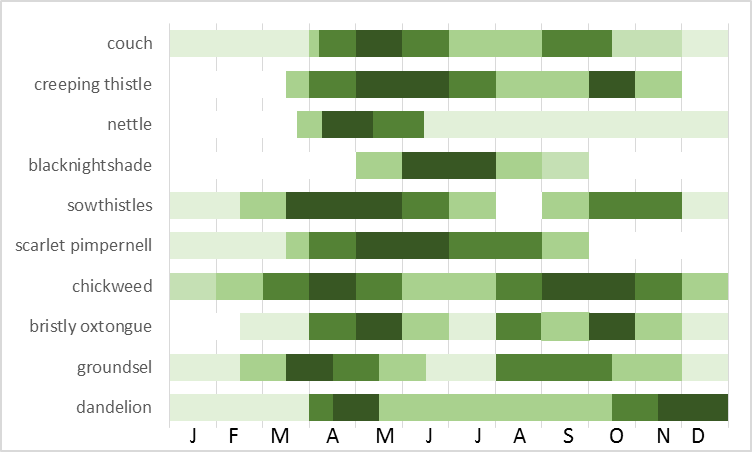 couch
creeping thistle
nettle
blacknightshade
sowthistles
scarlet pimpernell
chickweed
bristly oxtongue
groundsel
dandelion
J F M A M J J A S O N D